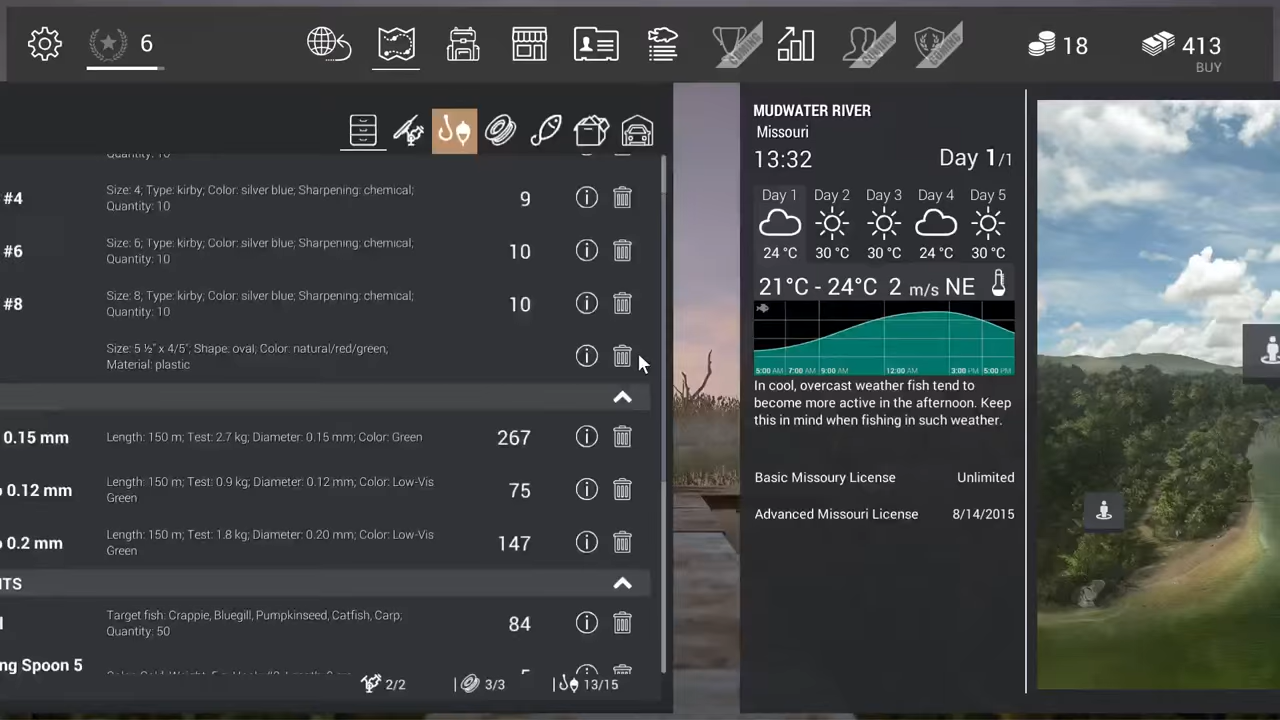 6
COMING
COMING
COMING
18
413
BUY
#4
Size: 4; Type: kirby; Color: silver blue; Sharpening: chemical;
Quantity: 10
9
#6
Size: 6; Type: kirby; Color: silver blue; Sharpening: chemical;
Quantity: 10
10
#8
Size: 8; Type: kirby; Color: silver blue; Sharpening: chemical;
Quantity: 10
10
Size: 5 ½" x 4/5"; Shape: oval; Color: natural/red/green,
Material: plastic
0.15 mm
Length: 150 m; Test: 2.7 kg; Diameter: 0.15 mm; Color: Green
267
0.12 mm
Length: 150 m; Test: 0.9 kg; Diameter: 0.12 mm; Color: Low-Vis
Green
75
0.2 mm
Length: 150 m; Test: 1.8 kg; Diameter: 0.20 mm; Color: Low-Vis
Green
147
ITS
Target fish: Crappie, Bluegill, Pumpkinseed, Catfish, Carp,
Quantity: 50
84
ng Spoon 5
2/2
3/3
13/15
MUDWATER RIVER
Missouri
13:32
Day 1/1
Day 1 Day 2 Day 3 Day 4 Day 5
24 °C 30 °C 30 °C 24 °C 30 °C
21°C - 24°C 2 m/s NE
5:00 AM 7:00 AM 9:00 AM 12:00 AM 3:00 PM 5:00 PM
In cool, overcast weather fish tend to
become more active in the afternoon. Keep
this in mind when fishing in such weather.
Basic Missoury License Unlimited
Advanced Missouri License 8/14/2015